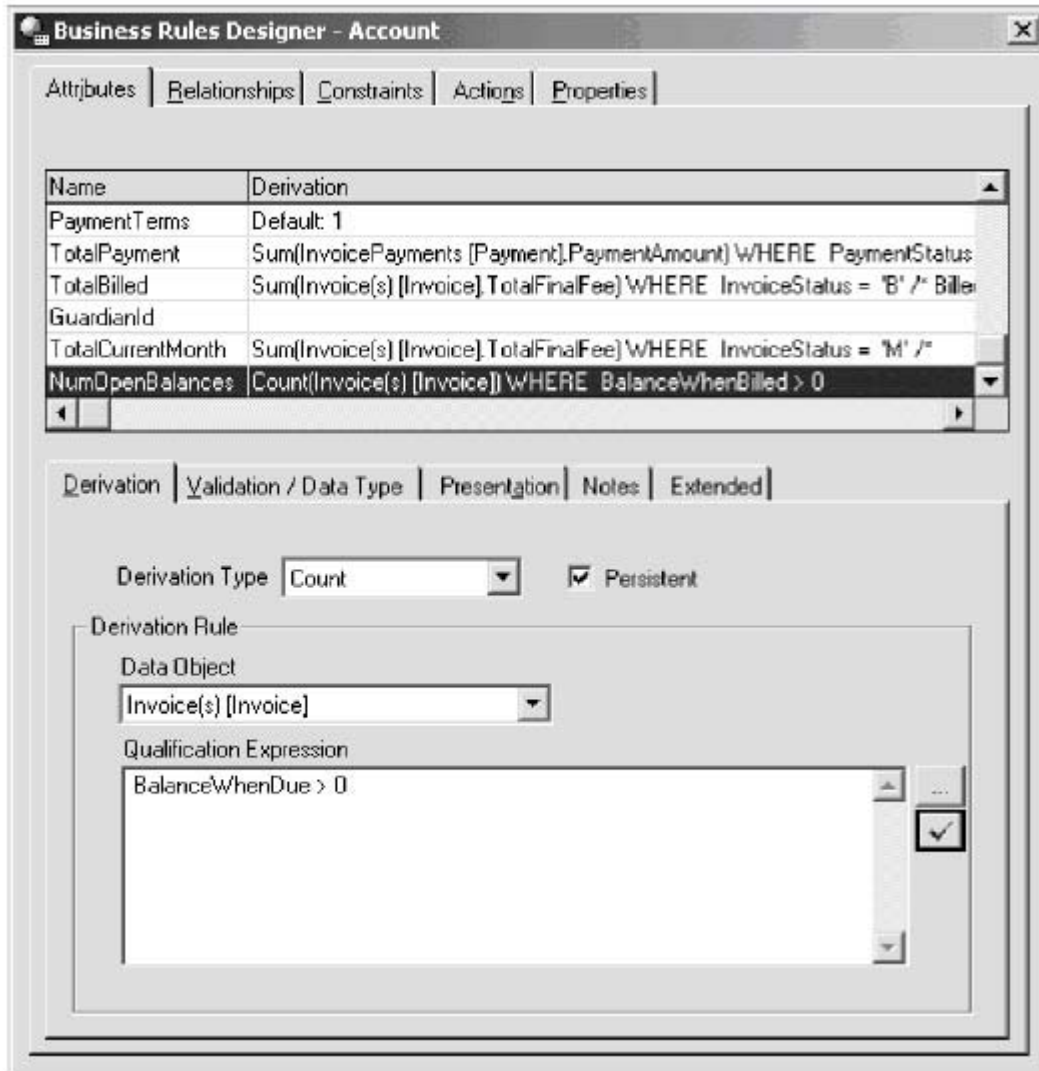 Business Rules Designer - Account
Attributes Relationships Constraints Actions Properties
Name Derivation
PaymentTerms Default: 1
TotalPayment Sum(InvoicePayments [Payment].PaymentAmount) WHERE PaymentStatus
TotalBilled Sum(Invoice(s) [Invoice].TotalFinalFee) WHERE InvoiceStatus = 'B' /* Biller
GuardianId
TotalCurrentMonth Sum(Invoice(s) [Invoice].TotalFinalFee) WHERE InvoiceStatus = 'M' /*
NumOpenBalances Count(Invoice(s) [Invoice]) WHERE BalanceWhenBilled > 0
Derivation Validation / Data Type Presentation Notes Extended
Derivation Type Count Persistent
Derivation Rule
Data Object
Invoice(s) [Invoice]
Qualification Expression
BalanceWhenDue > 0
...